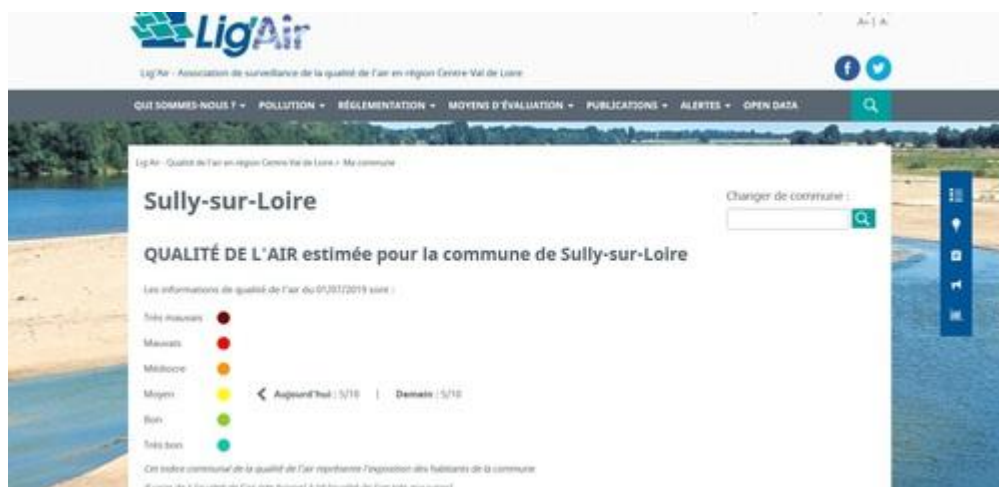 Lig'Air
A+ | A-
Lig'Air - Association de surveillance de la qualité de l'air en région Centre-Val de Loire
QUI SOMMES-NOUS ? POLLUTION RÉGLEMENTATION MOYENS D'ÉVALUATION PUBLICATIONS ALERTES OPEN DATA
Lig'Air - Qualité de l'air en région Centre Val de Loire > Ma commune
Sully-sur-Loire
Changer de commune :
QUALITÉ DE L'AIR estimée pour la commune de Sully-sur-Loire
Les informations de qualité de l'air du 01/07/2019 sont :
Très mauvais
Mauvais
Médiocre
Moyen
Aujourd'hui : 5/10 | Demain : 5/10
Bon
Très bon
Cet indice communal de la qualité de l'air représente l'exposition des habitants de la commune